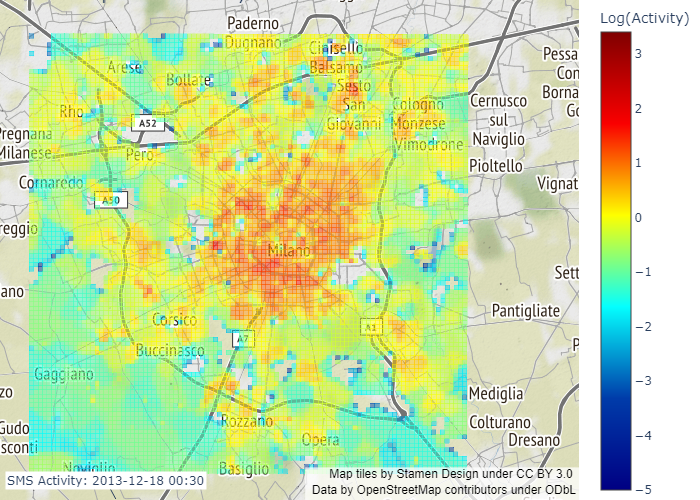 Paderno
Dugnano
Cinisello
Balsamo
Log(Activity)
Arese
Bollate
Sesto
San
Giovanni
Rho
A52
Cologno
Monzese
Vimodrone
Cernusco
sul
Naviglio
Pessa
Con
Borna
Go
Pregnana
Milanese
Pero
Pioltello
Cornaredo
A50
Vignat
reggio
Milano
Sett
ano
Pantigliate
Corsico
A7
A1
Buccinasco
P
Gaggiano
zo
Mediglia
Gudo
sconti
Rozzano
Opera
Colturano
Dresano
Noviglio
Basiglio
SMS Activity: 2013-12-18 00:30
Map tiles by Stamen Design under CC BY 3.0
Data by OpenStreetMap contributors under ODbL
3
2
1
0
−1
−2
−3
−4
−5